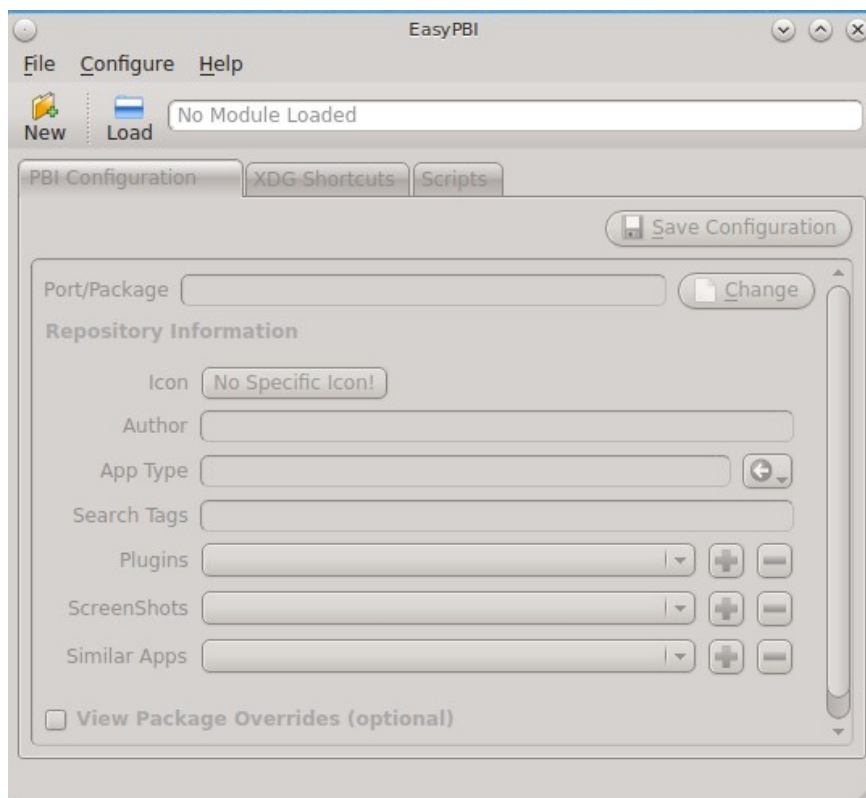 EasyPBI
File Configure Help
New Load No Module Loaded
PBI Configuration XDG Shortcuts Scripts
Save Configuration
Port/Package Change
Repository Information
Icon No Specific Icon!
Author
App Type
Search Tags
Plugins
ScreenShots
Similar Apps
View Package Overrides (optional)